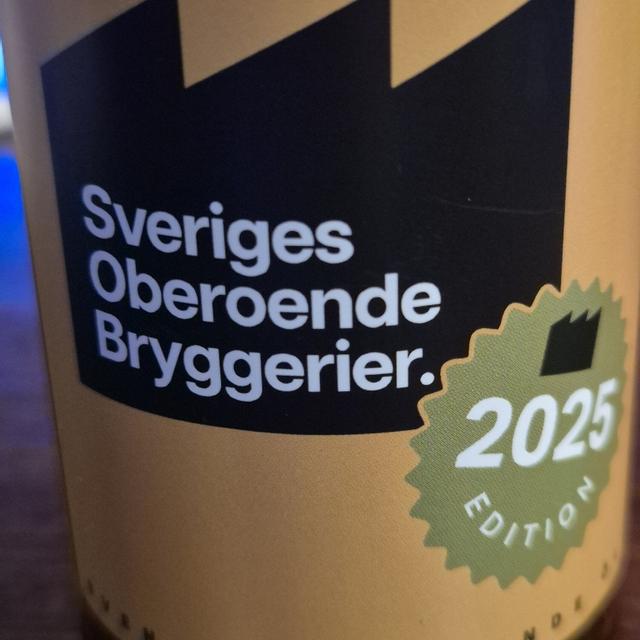 Sveriges
Oberoende
Bryggerier.
2025
EDITION